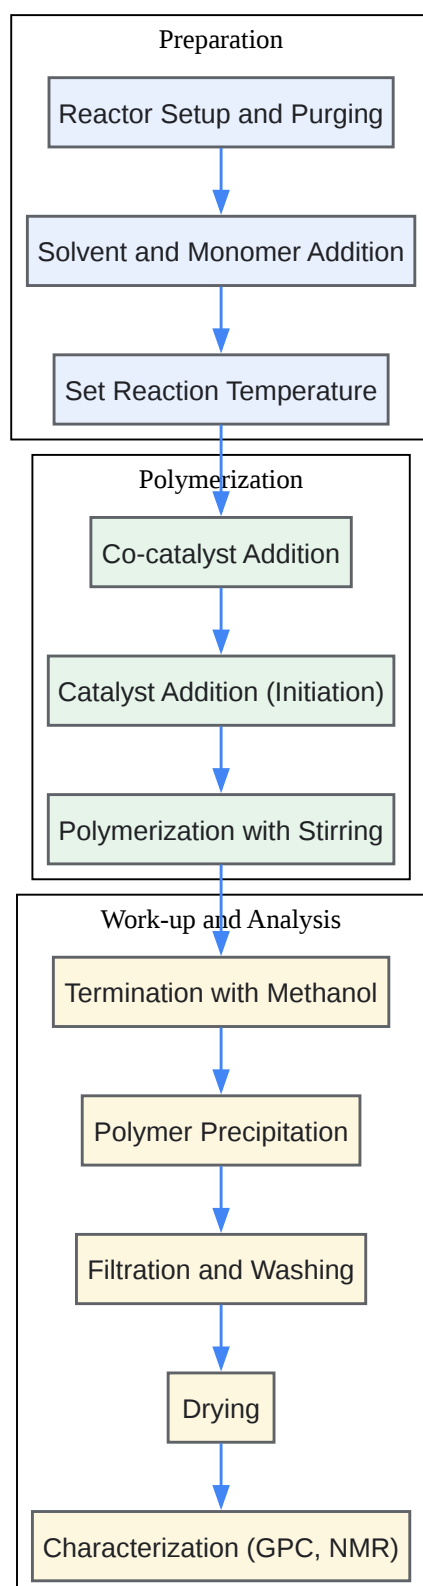 Preparation
Reactor Setup and Purging
Solvent and Monomer Addition
Set Reaction Temperature
Polymerization
Co-catalyst Addition
Catalyst Addition (Initiation)
Polymerization with Stirring
Work-up and Analysis
Termination with Methanol
Polymer Precipitation
Filtration and Washing
Drying
Characterization (GPC, NMR)